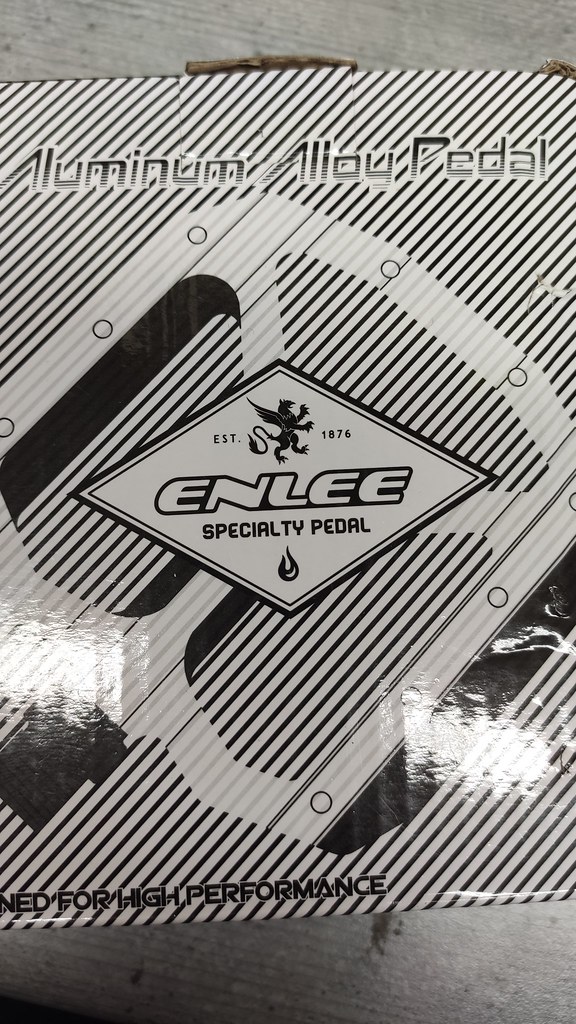 Aluminum Alloy Pedal
EST. 1876
ENLEE
SPECIALTY PEDAL
NED FOR HIGH PERFORMANCE